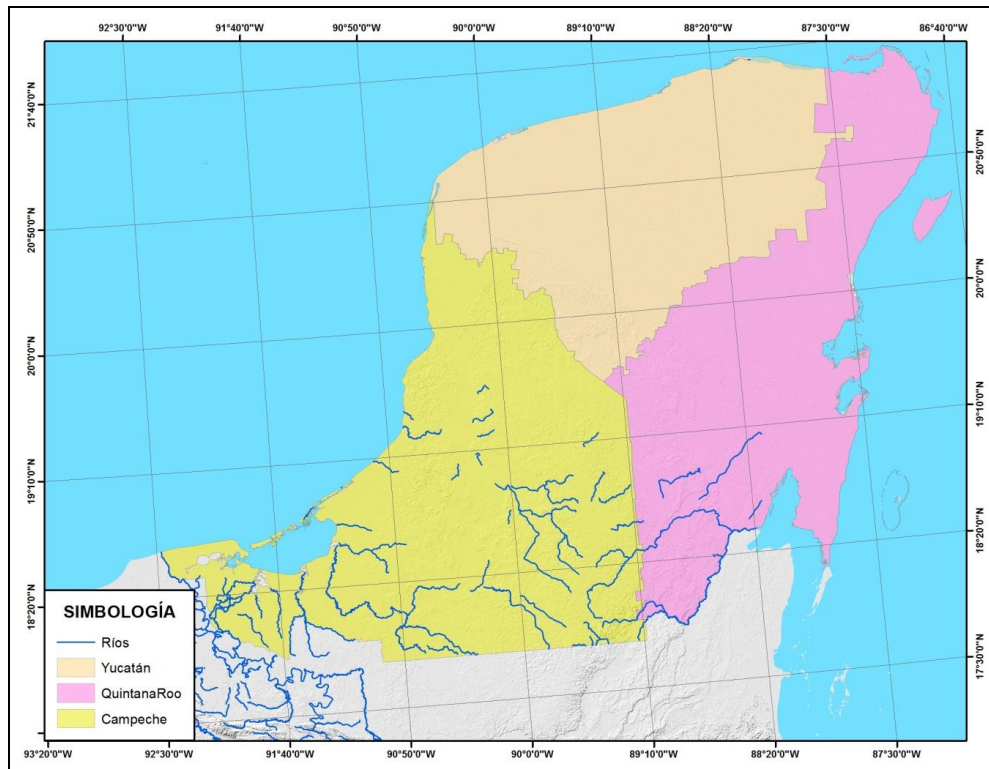 92°30'0"W 91°40'0"W 90°50'0"W 90°0'0"W 89°10'0"W 88°20'0"W 87°30'0"W 86°40'0"W
21°40'0"N
20°50'0"N
20°0'0"N
19°10'0"N
18°20'0"N
20°50'0"N
20°0'0"N
19°10'0"N
18°20'0"N
17°30'0"N
SIMBOLOGÍA
Ríos
Yucatán
QuintanaRoo
Campeche
93°20'0"W 92°30'0"W 91°40'0"W 90°50'0"W 90°0'0"W 89°10'0"W 88°20'0"W 87°30'0"W